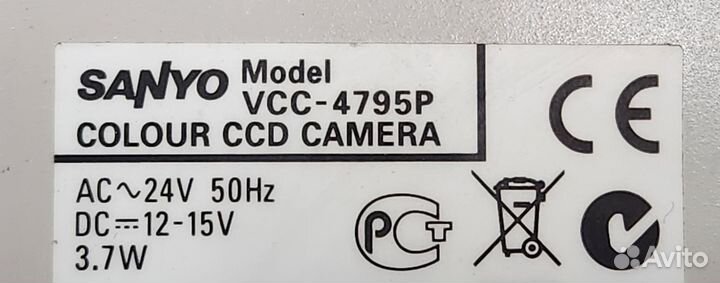 SANYO Model
VCC-4795P
COLOUR CCD CAMERA
CE
AC~24V 50Hz
DC⎓12-15V
3.7W
PCT
N
Avito